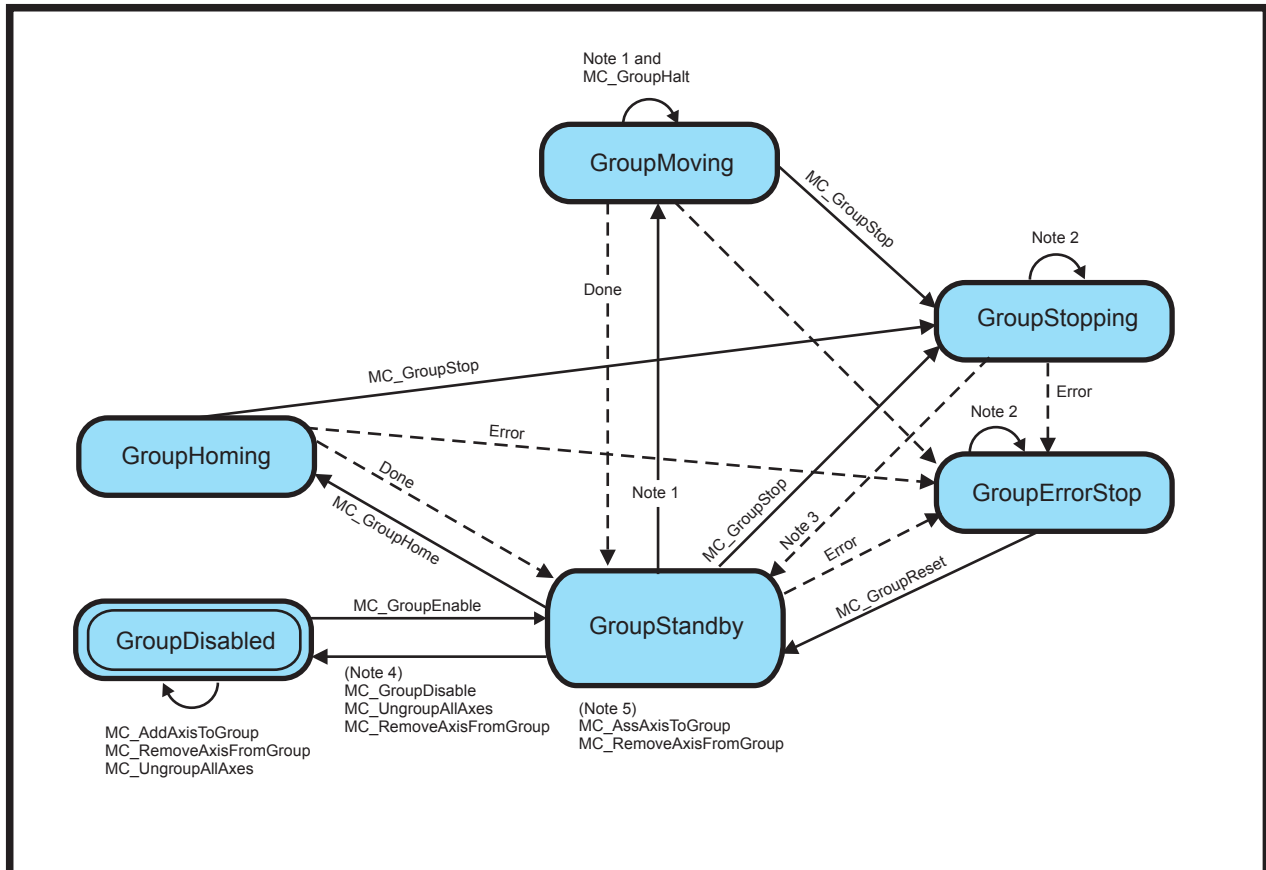 Note 1 and
MC_GroupHalt
GroupMoving
MC_GroupStop
Note 2
Done
GroupStopping
MC_GroupStop
Error
Note 2
GroupHoming
Error
Done
GroupErrorStop
Note 1
MC_GroupStop
Note 3
MC_GroupHome
Error
MC_GroupReset
MC_GroupEnable
GroupDisabled
GroupStandby
(Note 4)
MC_GroupDisable
MC_UngroupAllAxes
MC_RemoveAxisFromGroup
(Note 5)
MC_AssAxisToGroup
MC_RemoveAxisFromGroup
MC_AddAxisToGroup
MC_RemoveAxisFromGroup
MC_UngroupAllAxes